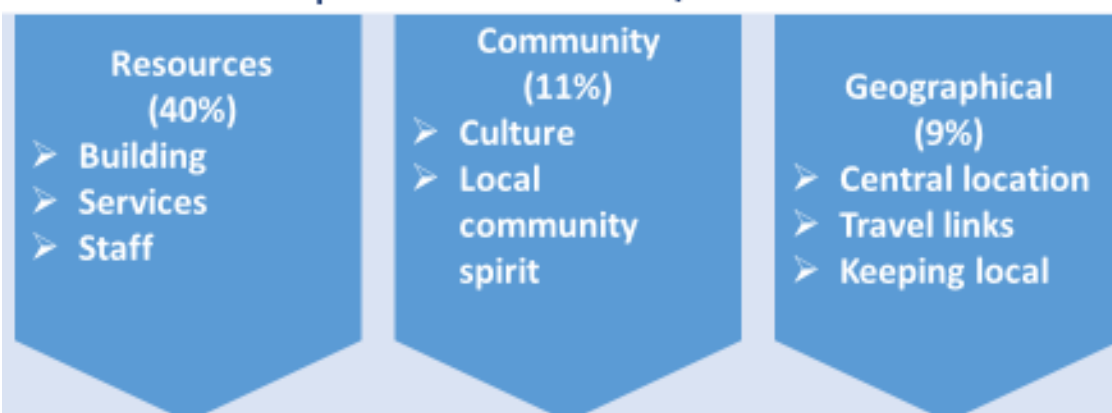 Resources
(40%)
➢ Building
➢ Services
➢ Staff
Community
(11%)
➢ Culture
➢ Local
community
spirit
Geographical
(9%)
➢ Central location
➢ Travel links
➢ Keeping local